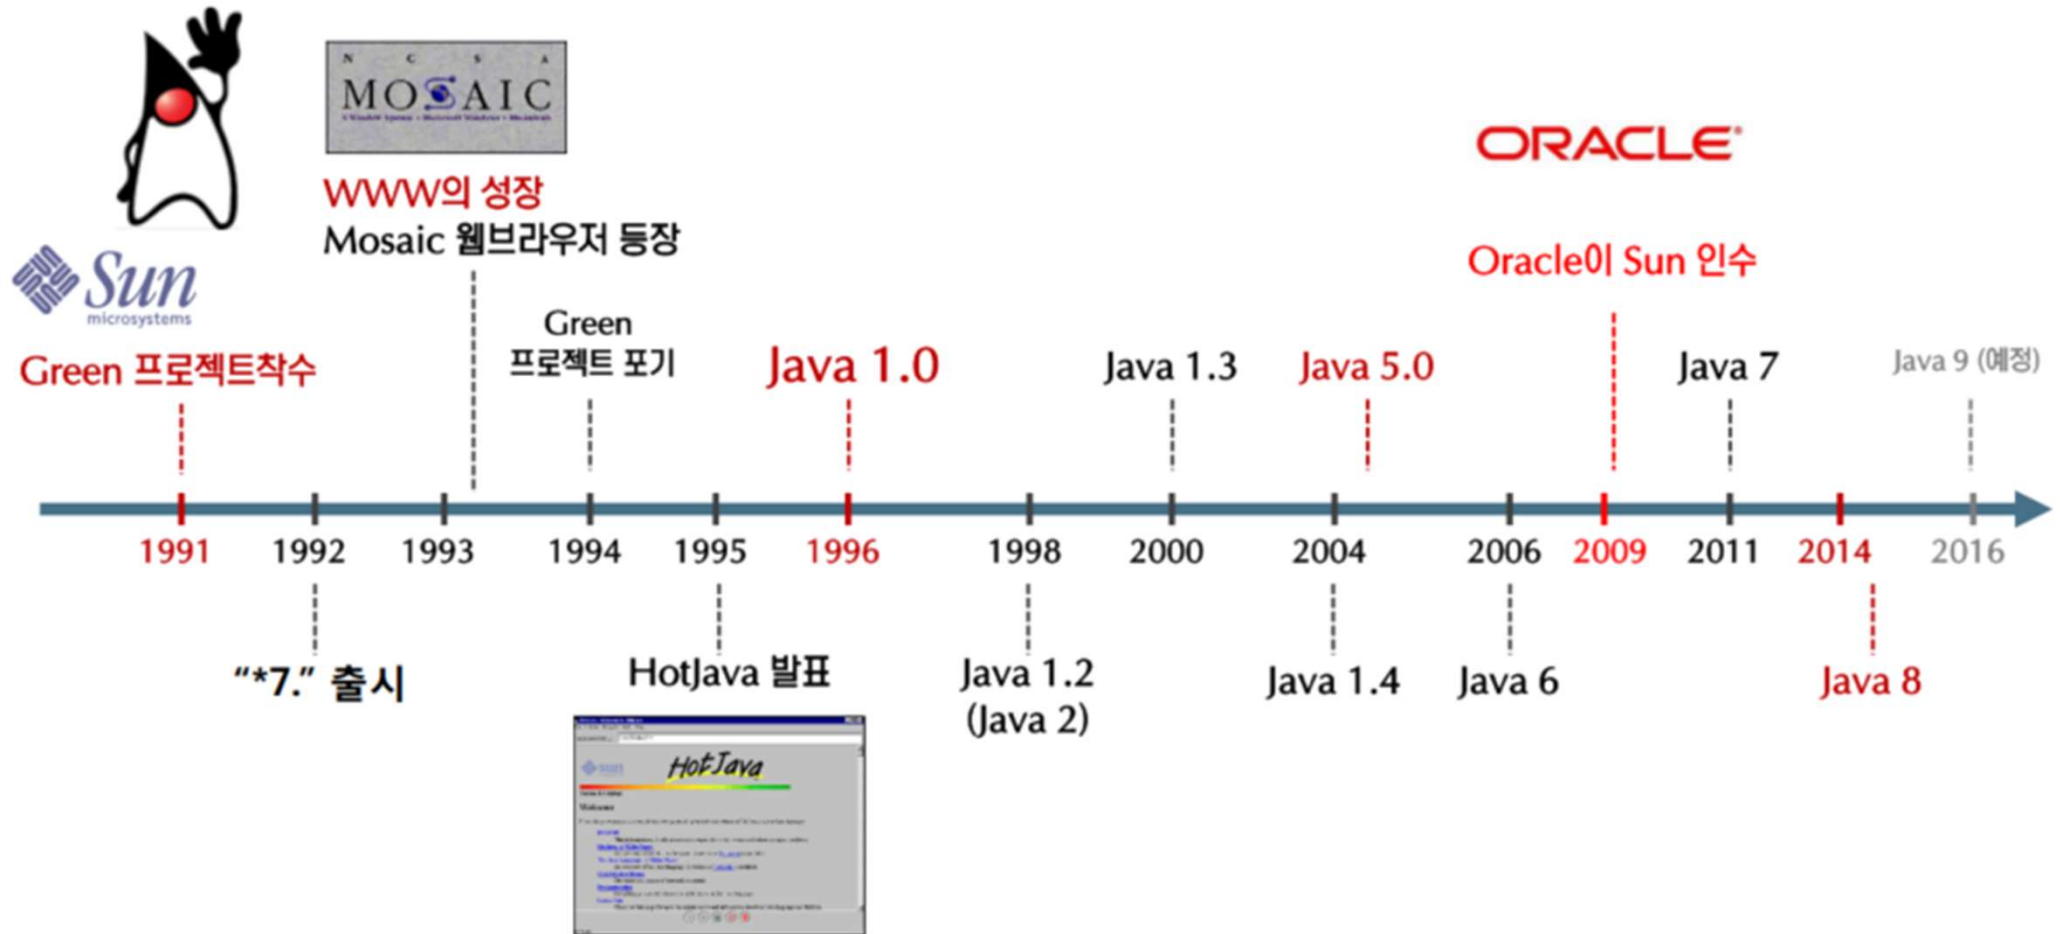 N C S A
MOSAIC
WWW의 성장
Mosaic 웹브라우저 등장
ORACLE®
Sun
microsystems
Oracle이 Sun 인수
Green 프로젝트착수
Green
프로젝트 포기
Java 1.0
Java 1.3
Java 5.0
Java 7
Java 9 (예정)
1991
1992
1993
1994
1995
1996
1998
2000
2004
2006
2009
2011
2014
2016
“*7.” 출시
HotJava 발표
Java 1.2
(Java 2)
Java 1.4
Java 6
Java 8
Sun
HotJava
Welcome